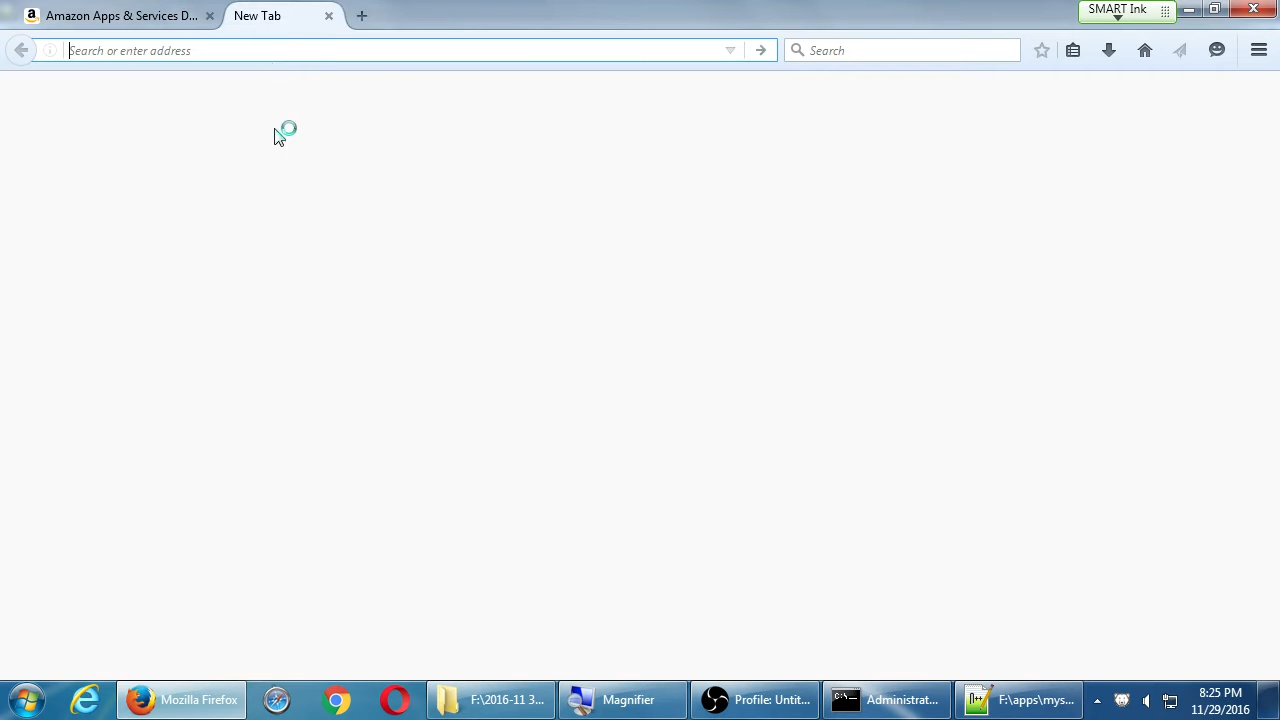 Amazon Apps & Services D...
New Tab
SMART Ink
Search or enter address
Search
Mozilla Firefox
F:\2016-11 3...
Magnifier
Profile: Untit...
Administrat...
F:\apps\mys...
8:25 PM
11/29/2016